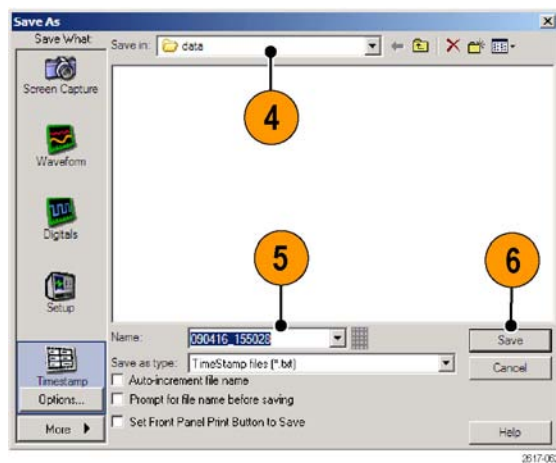 Save As
Save What:
Save in: data
4
Screen Capture
Waveform
Digitals
Setup
5
6
Name: 090416_155028
Save
Save as type: TimeStamp files (*.txt)
Cancel
Timestamp
Auto-increment file name
Options...
Prompt for file name before saving
More
Set Front Panel Print Button to Save
Help